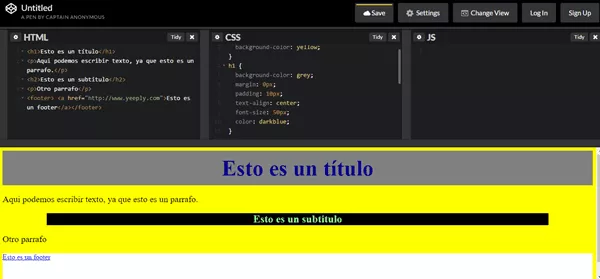 Untitled
A PEN BY CAPTAIN ANONYMOUS
Save
Settings
Change View
Log In
Sign Up
HTML
Tidy
<h1>Esto es un título</h1>
<p>Aqui podemos escribir texto, ya que esto es un
parrafo.</p>
<h2>Esto es un subtitulo</h2>
<p>Otro parrafo</p>
<footer> <a href="http://www.yeeply.com">Esto es
un footer</a></footer>
CSS
Tidy
background-color: yellow;
}
h1 {
background-color: grey;
margin: 0px;
padding: 10px;
text-align: center;
font-size: 50px;
color: darkblue;
}
JS
Tidy
Esto es un título
Aqui podemos escribir texto, ya que esto es un parrafo.
Esto es un subtitulo
Otro parrafo
Esto es un footer